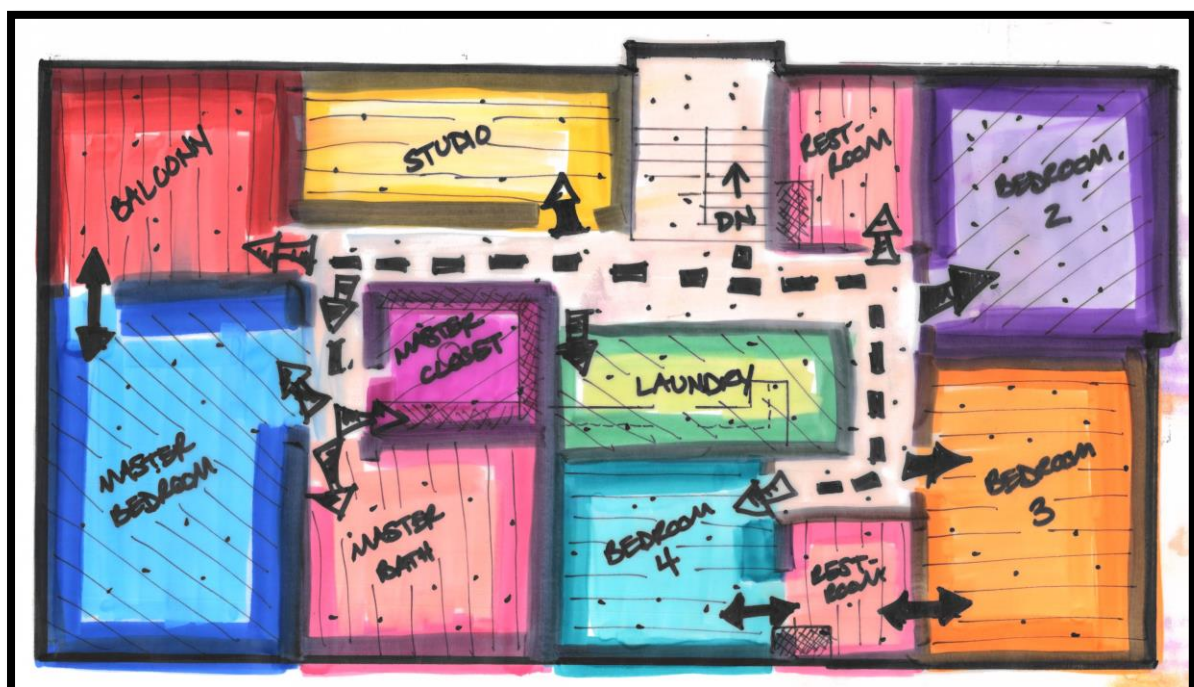 BALCONY
STUDIO
DN
REST-
ROOM
BEDROOM
2
MASTER
CLOSET
LAUNDRY
MASTER
BEDROOM
MASTER
BATH
BEDROOM
4
REST-
ROOM
BEDROOM
3